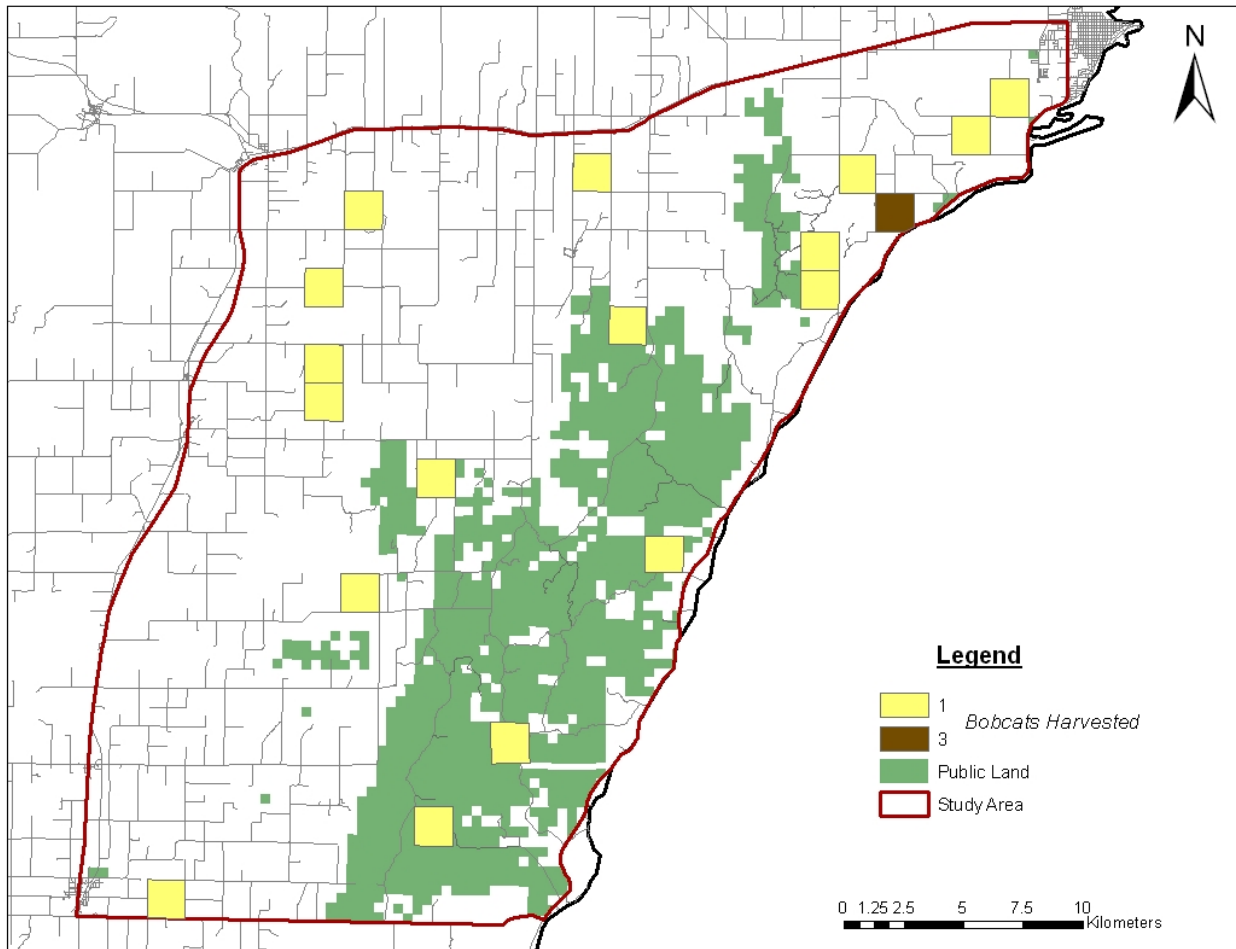 N
Legend
1
Bobcats Harvested
3
Public Land
Study Area
0 1.25 2.5 5 7.5 10
Kilometers